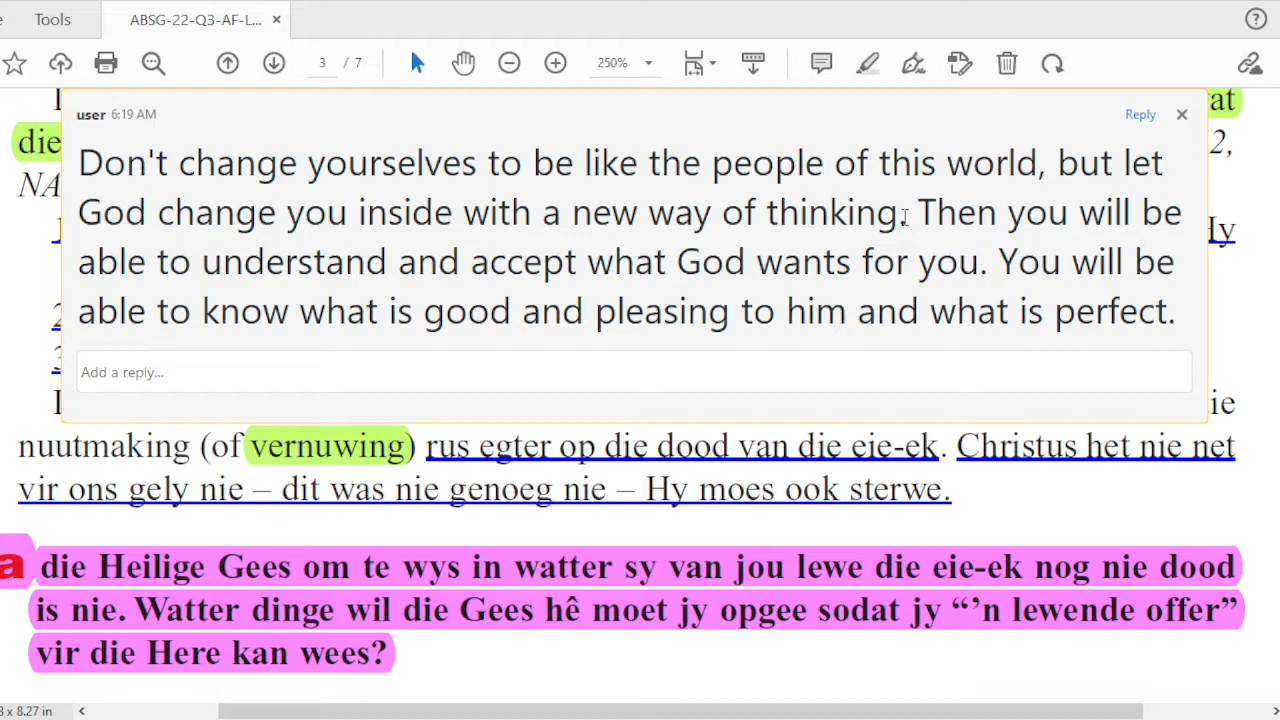 Tools
ABSG-22-Q3-AF-L... ×
3 / 7
250%
at
user 6:19 AM
Reply
die
Don't change yourselves to be like the people of this world, but let
2,
NA
God change you inside with a new way of thinking. Then you will be
Hy
able to understand and accept what God wants for you. You will be
able to know what is good and pleasing to him and what is perfect.
Add a reply...
ie
nuutmaking (of vernuwing) rus egter op die dood van die eie-ek. Christus het nie net
vir ons gely nie – dit was nie genoeg nie – Hy moes ook sterwe.
a die Heilige Gees om te wys in watter sy van jou lewe die eie-ek nog nie dood
is nie. Watter dinge wil die Gees hê moet jy opgee sodat jy “’n lewende offer”
vir die Here kan wees?
x 8.27 in